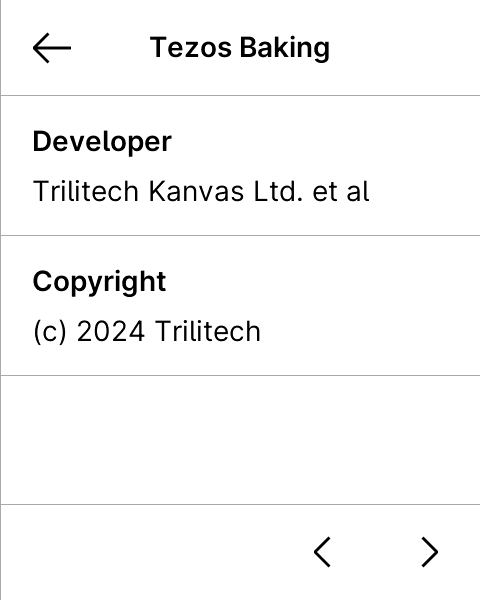 Tezos Baking
Developer
Trilitech Kanvas Ltd. et al
Copyright
(c) 2024 Trilitech